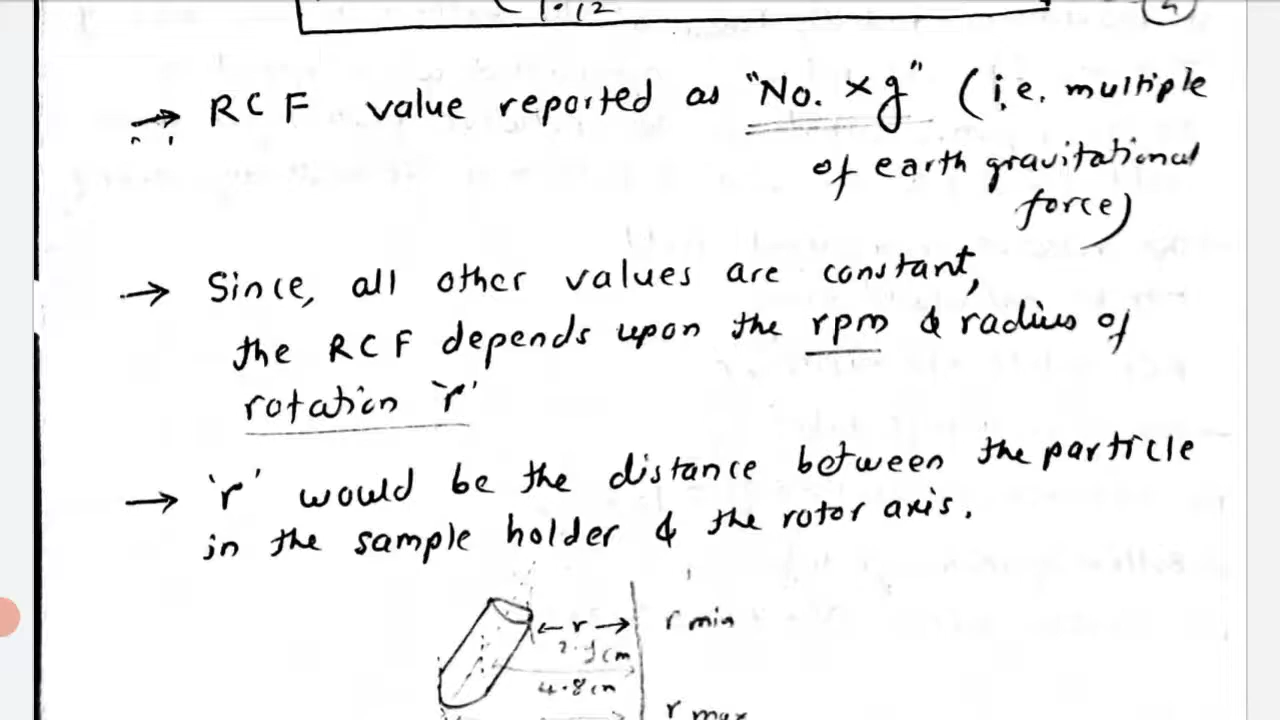 → RCF value reported as "No. × g" (i.e. multiple
of earth gravitational
force)
→ Since, all other values are constant,
the RCF depends upon the rpm & radius of
rotation 'r'
→ 'r' would be the distance between the particle
in the sample holder & the rotor axis.
← r → r min
4.8cm
r max